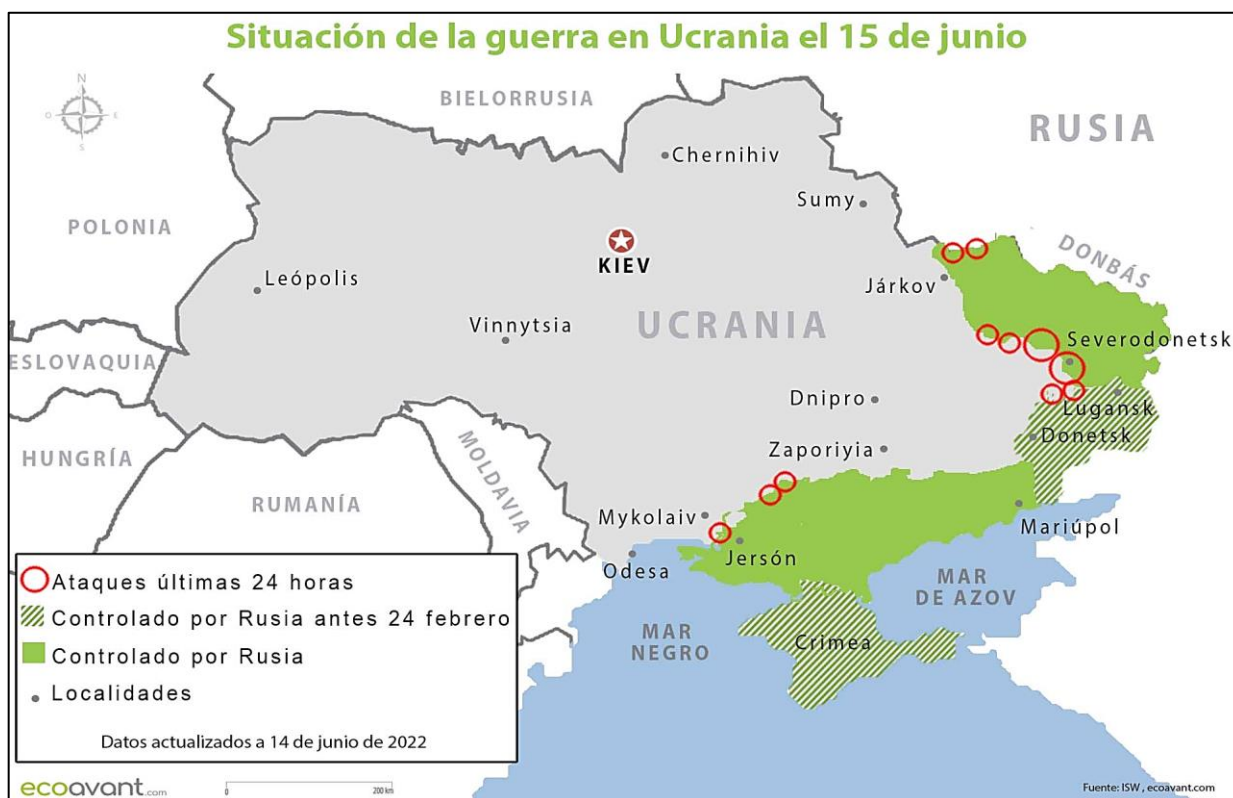 Situación de la guerra en Ucrania el 15 de junio
N
O
E
S
BIELORRUSIA
RUSIA
Chernihiv
Sumy
POLONIA
KIEV
DONBÁS
Leópolis
Járkov
Vinnytsia
UCRANIA
Severodonetsk
ESLOVAQUIA
Dnipro
Lugansk
Donetsk
HUNGRÍA
MOLDAVIA
Zaporiyia
RUMANÍA
Mykolaiv
Mariúpol
Jersón
Odesa
MAR
DE AZOV
MAR
NEGRO
Crimea
Ataques últimas 24 horas
Controlado por Rusia antes 24 febrero
Controlado por Rusia
Localidades
Datos actualizados a 14 de junio de 2022
ecoavant.com
0
200 km
Fuente: ISW , ecoavant.com